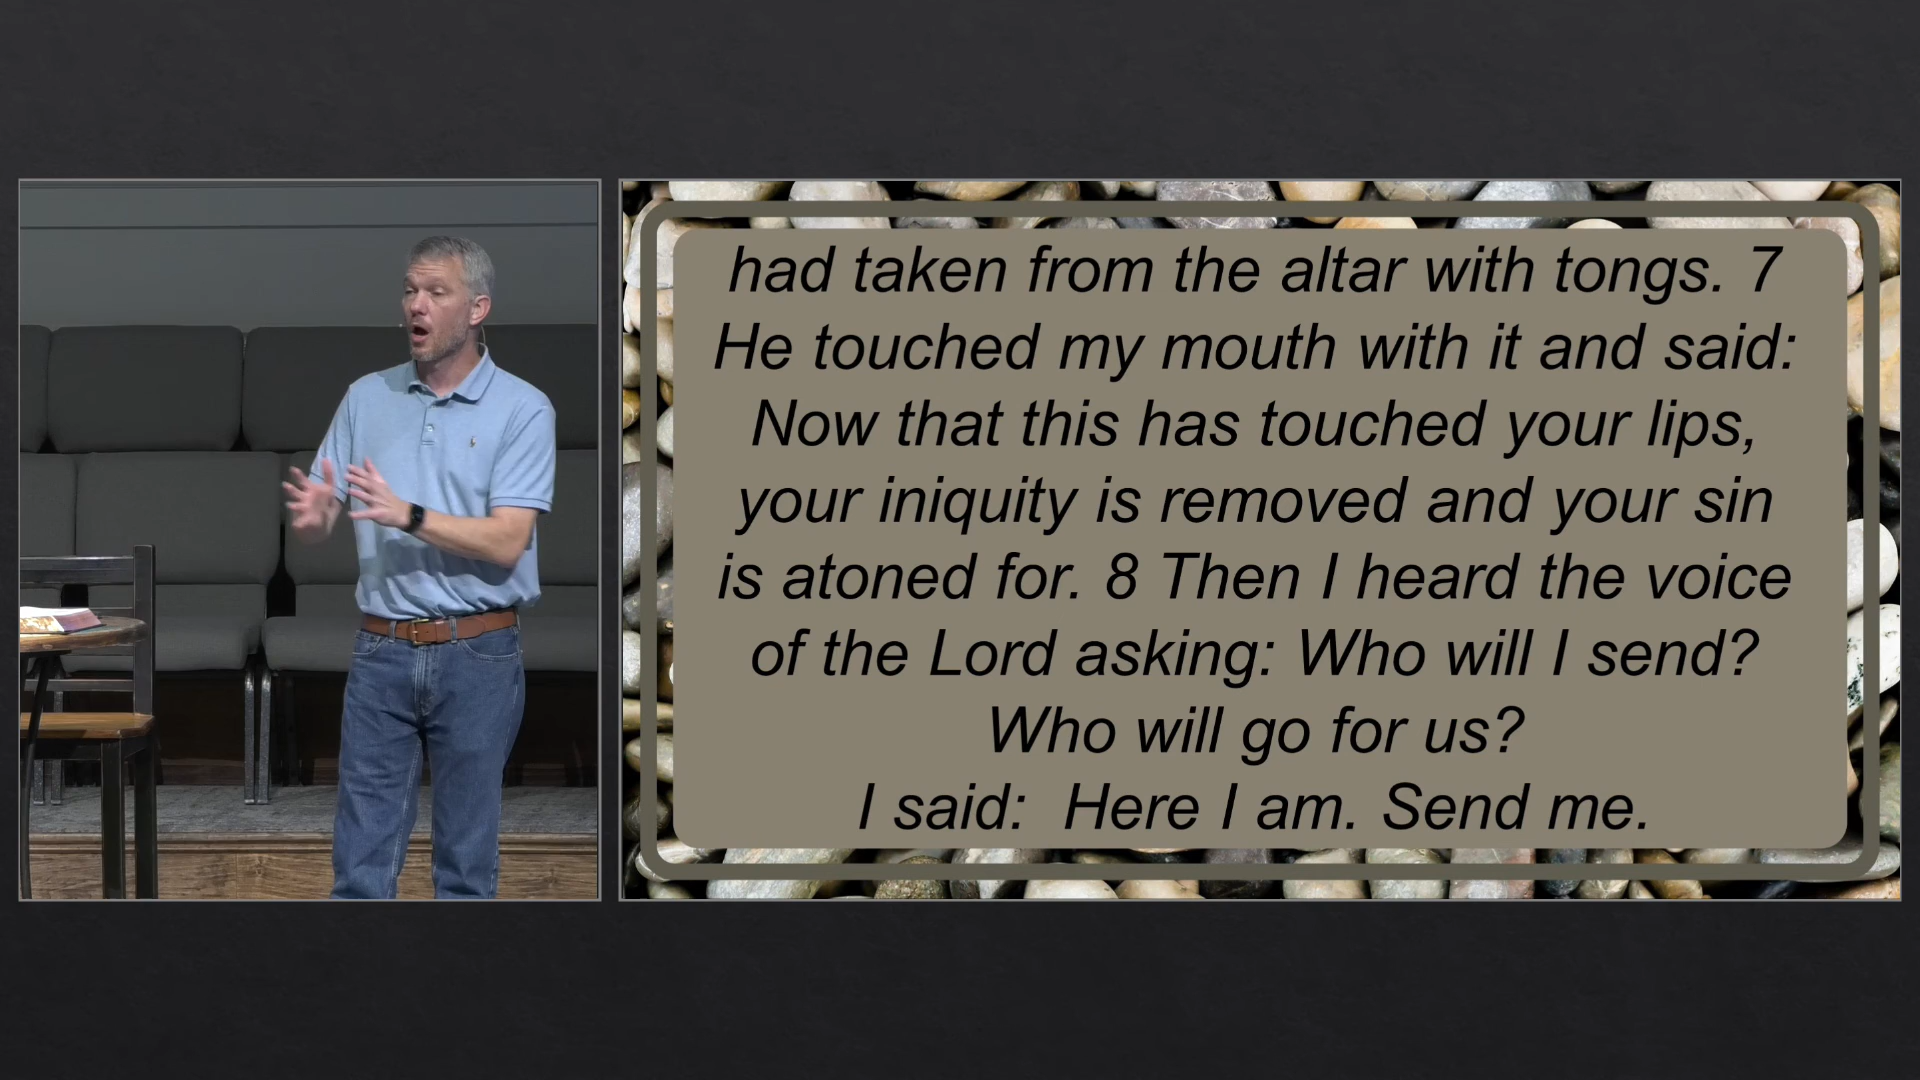 had taken from the altar with tongs. 7
He touched my mouth with it and said:
Now that this has touched your lips,
your iniquity is removed and your sin
is atoned for. 8 Then I heard the voice
of the Lord asking: Who will I send?
Who will go for us?
I said:  Here I am. Send me.